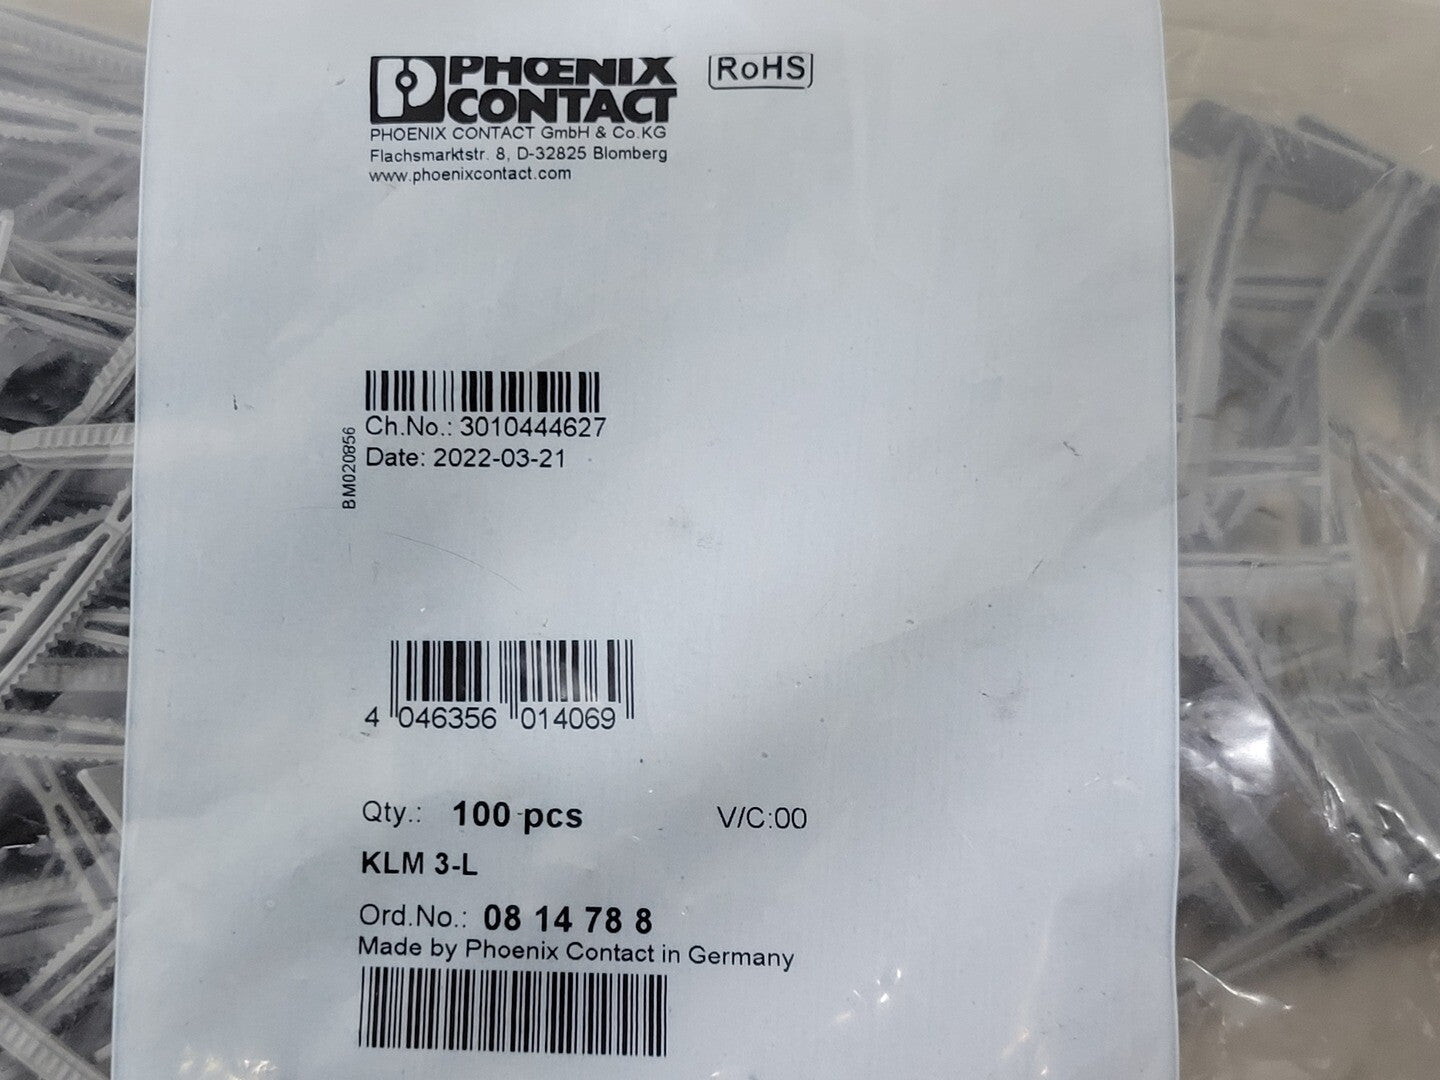 PHŒNIX
CONTACT
RoHS
PHOENIX CONTACT GmbH & Co.KG
Flachsmarktstr. 8, D-32825 Blomberg
www.phoenixcontact.com
BM020856
Ch.No.: 3010444627
Date: 2022-03-21
4 046356 014069
Qty.: 100 pcs V/C:00
KLM 3-L
Ord.No.: 08 14 78 8
Made by Phoenix Contact in Germany